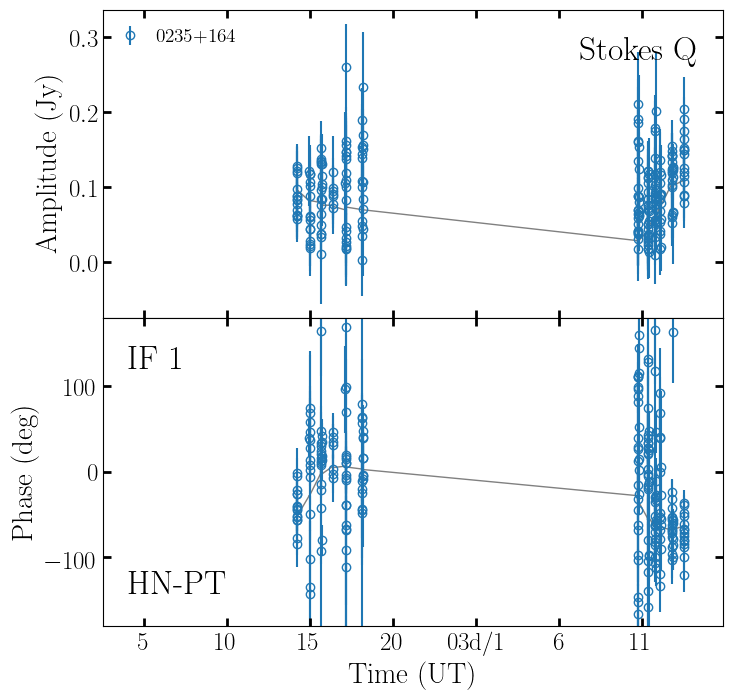 0235+164
Stokes Q
0.3
0.2
0.1
0.0
Amplitude (Jy)
IF 1
100
0
−100
Phase (deg)
HN-PT
5 10 15 20 03d/1 6 11
Time (UT)